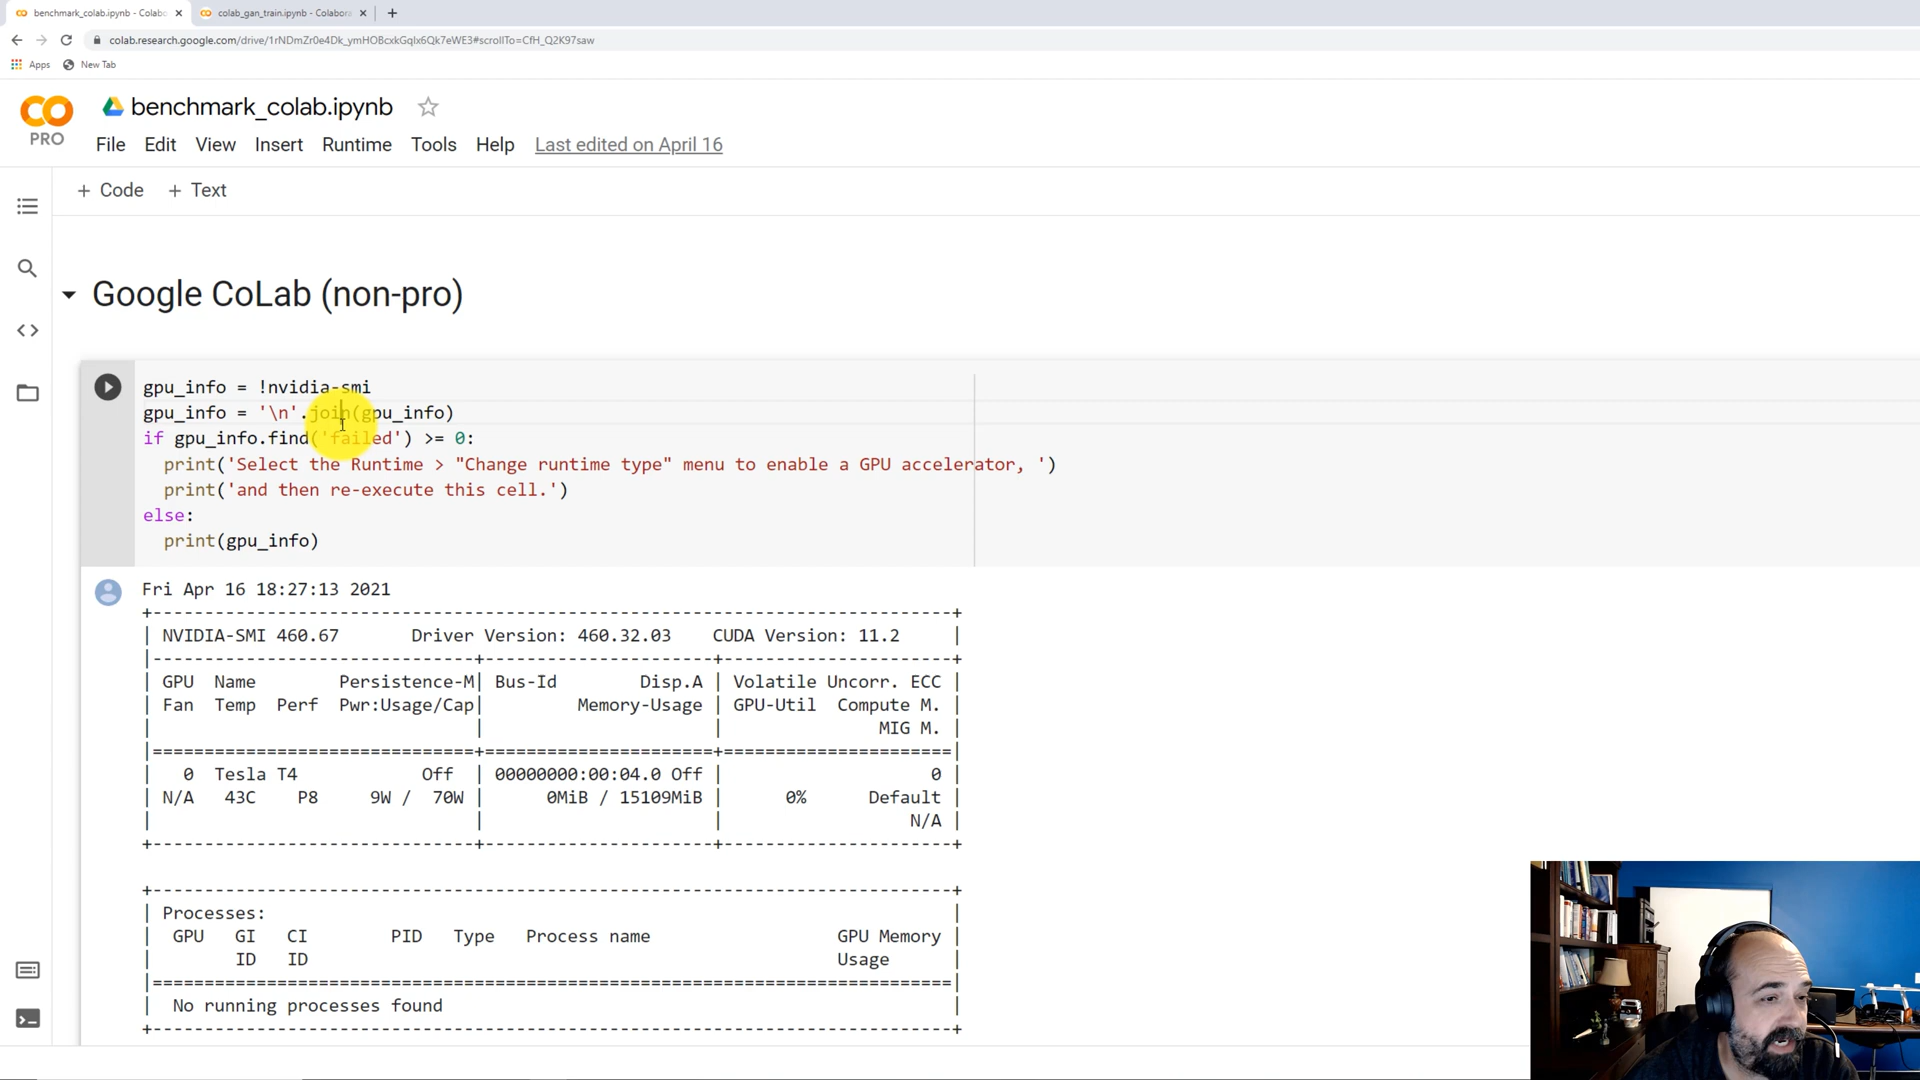 benchmark_colab.ipynb - Colabo
colab_gan_train.ipynb - Colabora
colab.research.google.com/drive/1rNDmZr0e4Dk_ymHOBcxkGqlx6Qk7eWE3#scrollTo=CfH_Q2K97saw
Apps
New Tab
PRO
benchmark_colab.ipynb
File Edit View Insert Runtime Tools Help Last edited on April 16
+ Code + Text
Google CoLab (non-pro)
gpu_info = !nvidia-smi
gpu_info = '\n'.join(gpu_info)
if gpu_info.find('failed') >= 0:
  print('Select the Runtime > "Change runtime type" menu to enable a GPU accelerator, ')
  print('and then re-execute this cell.')
else:
  print(gpu_info)
Fri Apr 16 18:27:13 2021
+-----------------------------------------------------------------------------+
| NVIDIA-SMI 460.67       Driver Version: 460.32.03    CUDA Version: 11.2     |
|-------------------------------+----------------------+----------------------+
| GPU  Name        Persistence-M| Bus-Id        Disp.A | Volatile Uncorr. ECC |
| Fan  Temp  Perf  Pwr:Usage/Cap|         Memory-Usage | GPU-Util  Compute M. |
|                               |                      |               MIG M. |
|===============================+======================+======================|
|   0  Tesla T4            Off  | 00000000:00:04.0 Off |                    0 |
| N/A   43C    P8     9W /  70W |      0MiB / 15109MiB |      0%      Default |
|                               |                      |                  N/A |
+-------------------------------+----------------------+----------------------+
+-----------------------------------------------------------------------------+
| Processes:                                                                  |
|  GPU   GI   CI        PID   Type   Process name                  GPU Memory |
|        ID   ID                                                   Usage      |
|=============================================================================|
|  No running processes found                                                 |
+-----------------------------------------------------------------------------+